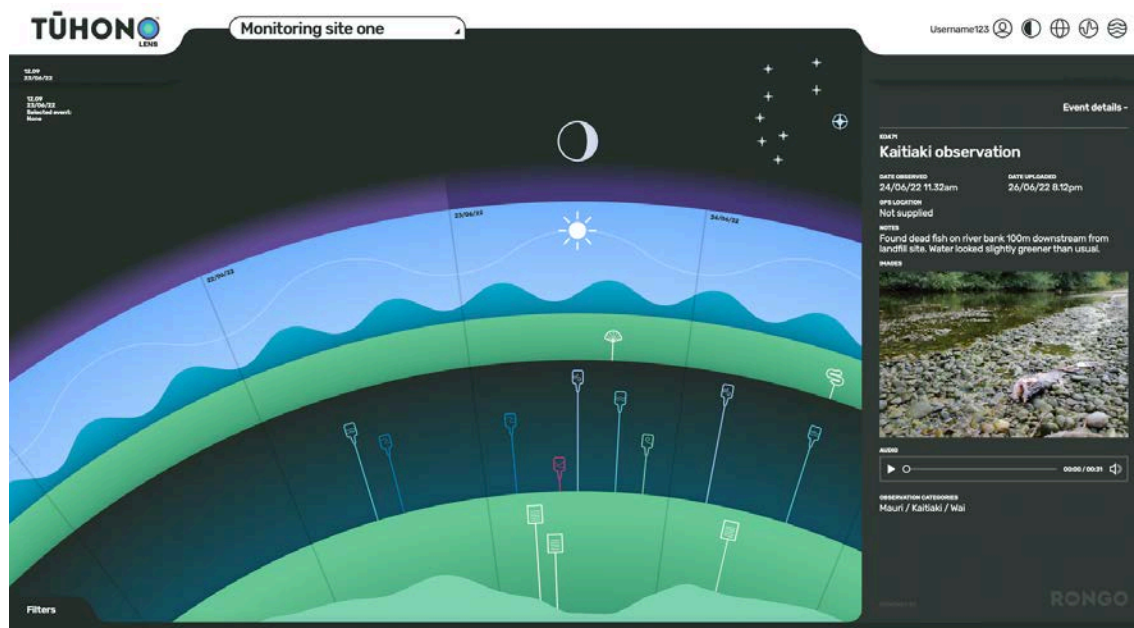 TŪHONO
LENS
Monitoring site one
Username123
12.09
23/06/22
12.09
23/06/22
Selected event:
None
22/06/22
23/06/22
24/06/22
Event details -
Kaitiaki observation
DATE OBSERVED
DATE UPLOADED
24/06/22 11.32am
26/06/22 8.12pm
GPS LOCATION
Not supplied
NOTES
Found dead fish on river bank 100m downstream from
landfill site. Water looked slightly greener than usual.
IMAGES
AUDIO
00:00 / 00:31
OBSERVATION CATEGORIES
Mauri / Kaitiaki / Wai
Filters
RONGO